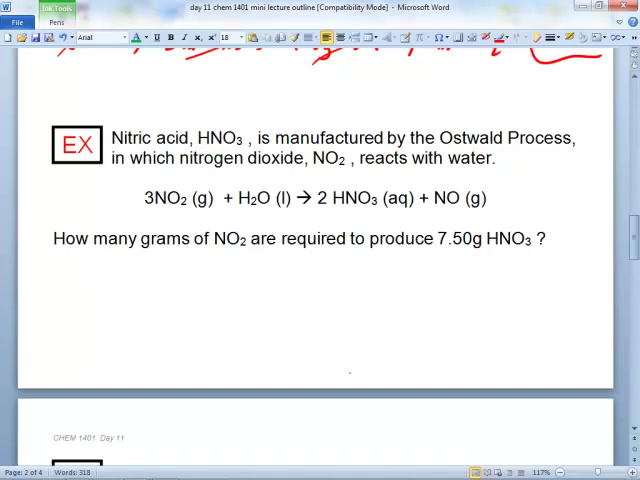 Ink Tools
day 11 chem 1401 mini lecture outline [Compatibility Mode] - Microsoft Word
File
Pens
Arial
18
EX
Nitric acid, HNO3 , is manufactured by the Ostwald Process,
in which nitrogen dioxide, NO2 , reacts with water.
3NO2 (g) + H2O (l) → 2 HNO3 (aq) + NO (g)
How many grams of NO2 are required to produce 7.50g HNO3 ?
CHEM 1401 Day 11
Page: 2 of 4
Words: 318
117%